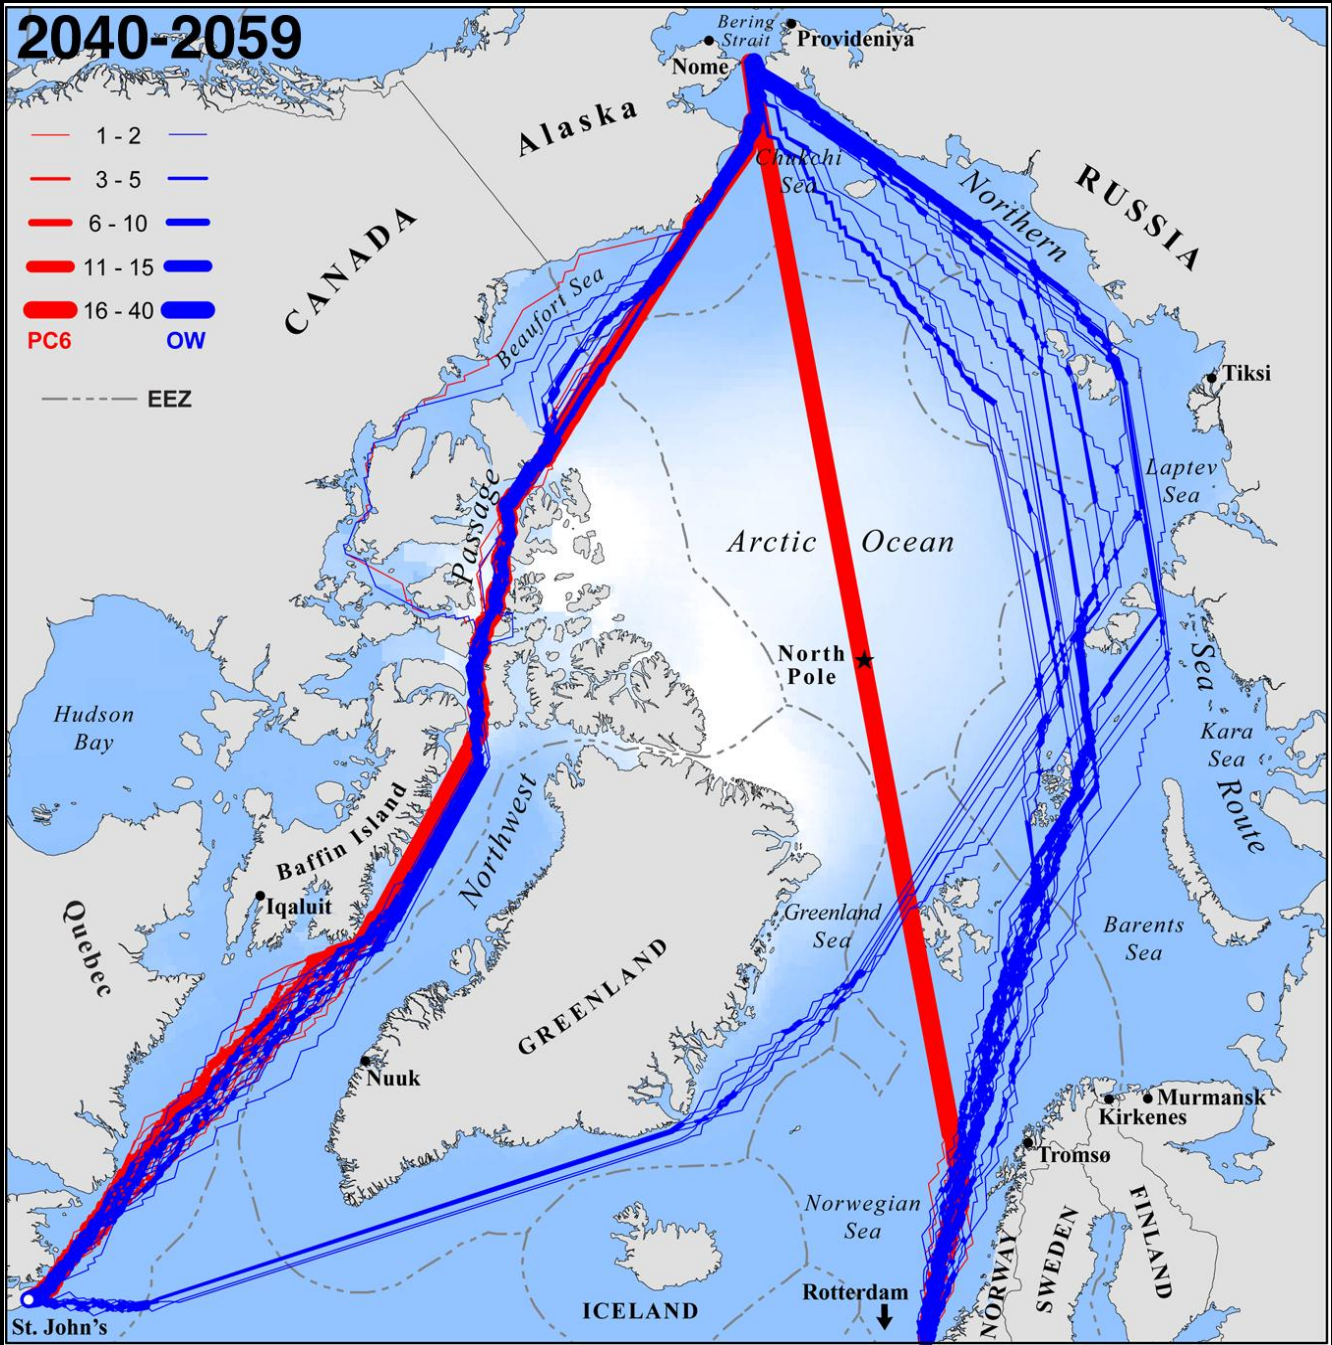 2040-2059
Bering
Strait
Provideniya
Nome
Alaska
Chukchi
Sea
Northern
RUSSIA
1 - 2
3 - 5
6 - 10
11 - 15
16 - 40
PC6
OW
EEZ
CANADA
Beaufort Sea
Tiksi
Laptev
Sea
Passage
Arctic Ocean
North
Pole
Sea
Hudson
Bay
Kara
Sea
Route
Baffin Island
Northwest
Iqaluit
Quebec
Greenland
Sea
Barents
Sea
GREENLAND
Nuuk
Murmansk
Kirkenes
Tromsø
Norwegian
Sea
NORWAY
SWEDEN
FINLAND
Rotterdam
ICELAND
St. John's